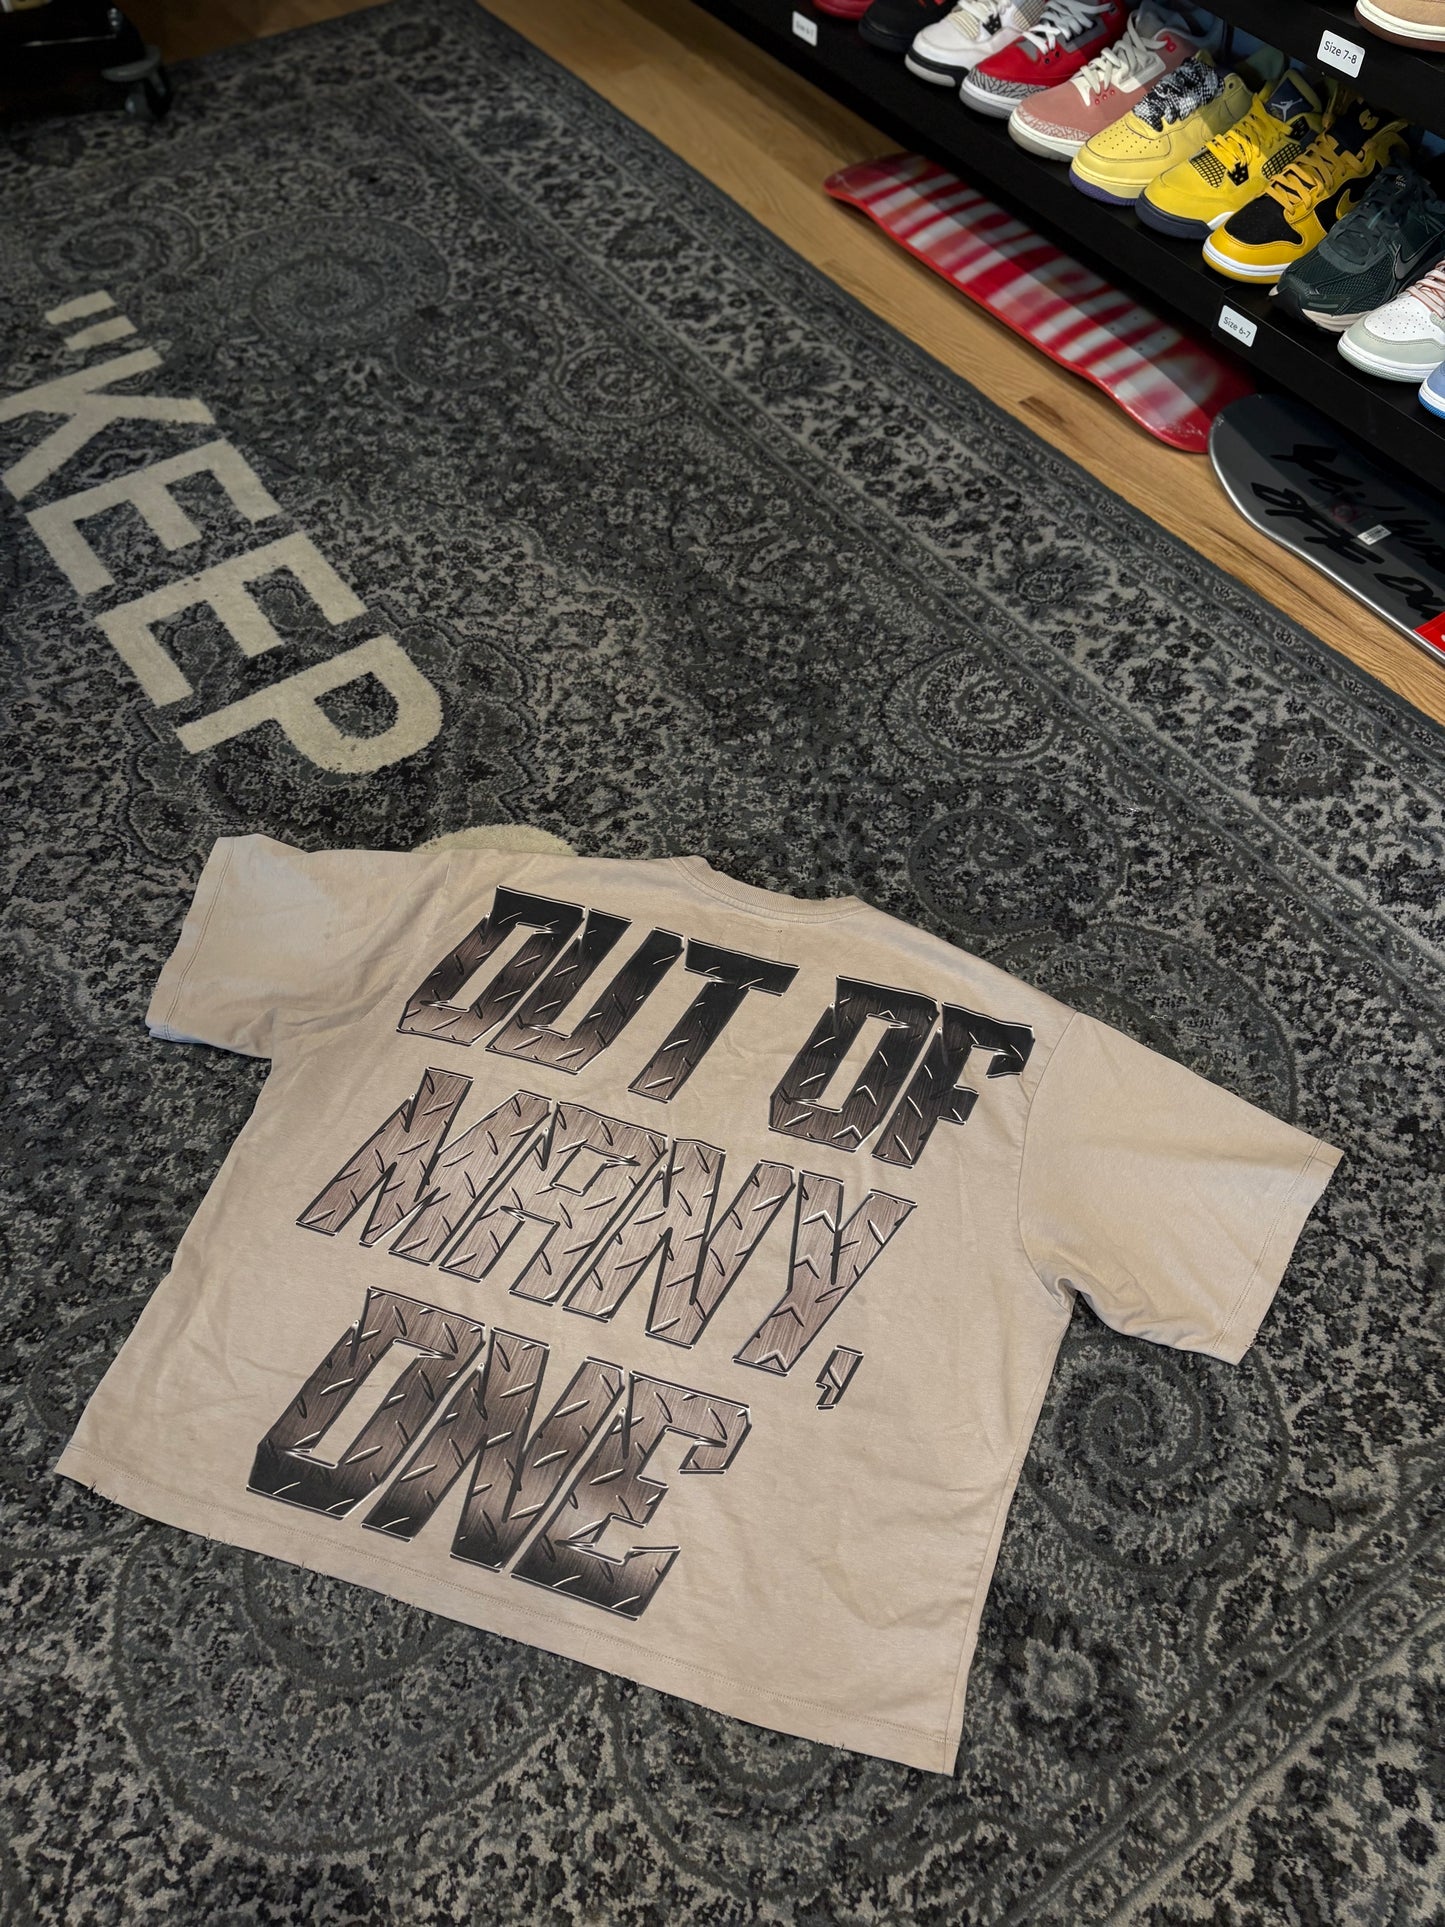 Size 7-8
Size 6-7
"KEEP
OUT OF
MANY,
ONE